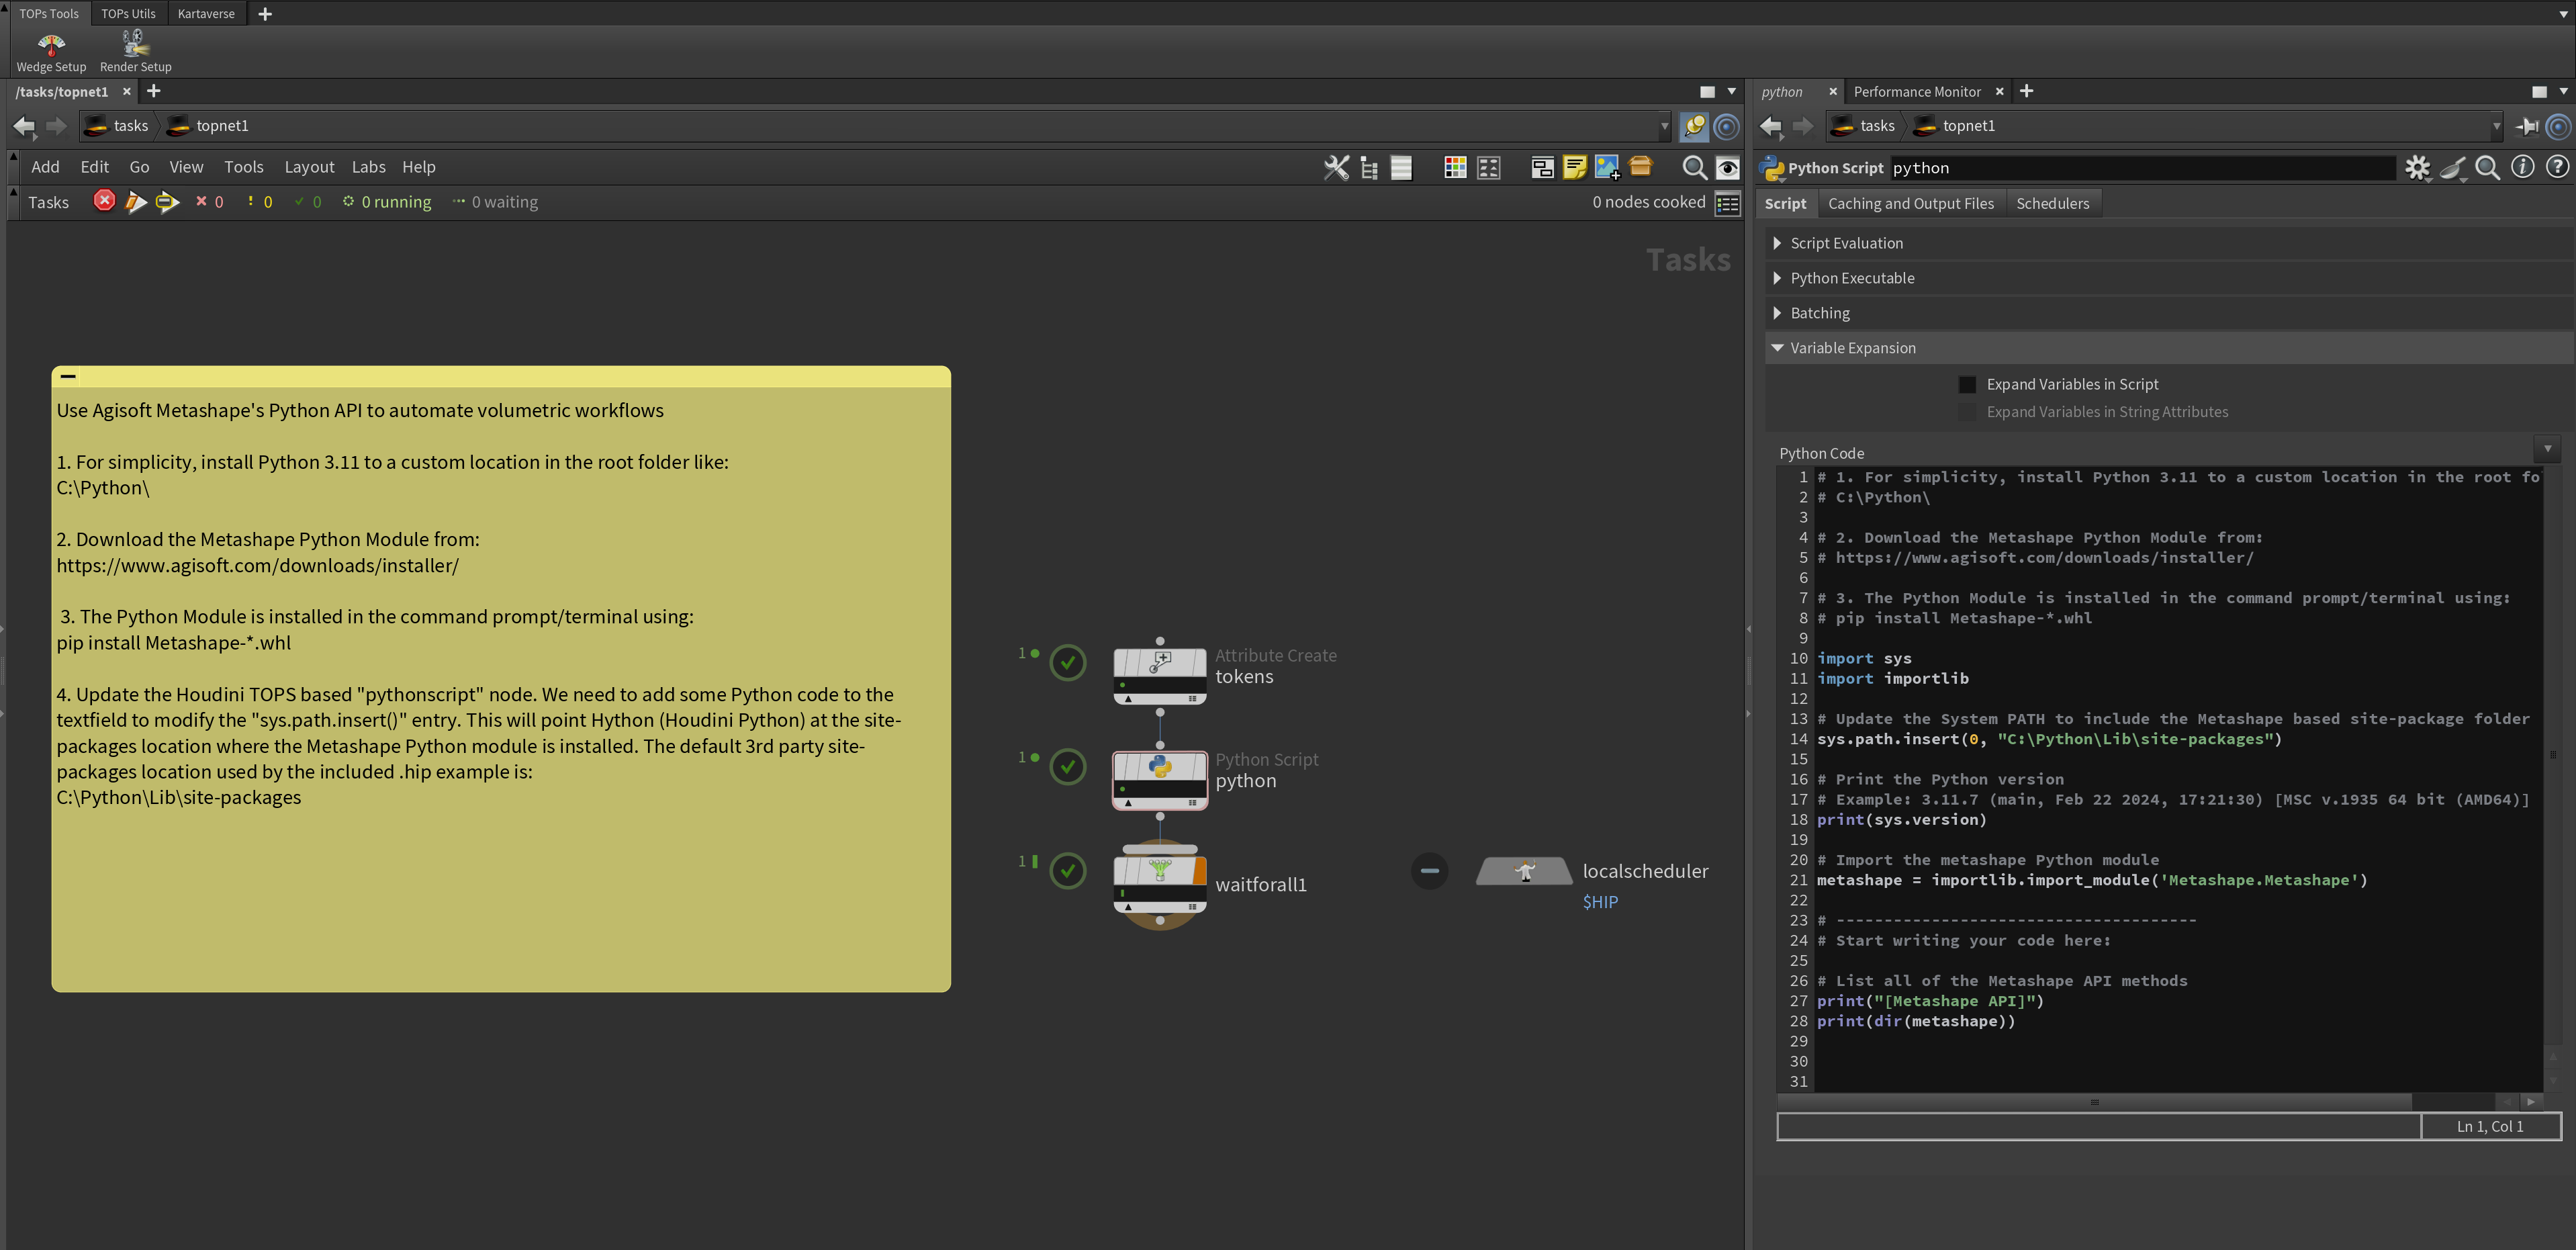 TOPs Tools TOPs Utils Kartaverse
Wedge Setup Render Setup
/tasks/topnet1
tasks topnet1
Add Edit Go View Tools Layout Labs Help
Tasks 0 0 0 0 running 0 waiting 0 nodes cooked
Tasks
Use Agisoft Metashape's Python API to automate volumetric workflows
1. For simplicity, install Python 3.11 to a custom location in the root folder like:
C:\Python\
2. Download the Metashape Python Module from:
https://www.agisoft.com/downloads/installer/
3. The Python Module is installed in the command prompt/terminal using:
pip install Metashape-*.whl
4. Update the Houdini TOPS based "pythonscript" node. We need to add some Python code to the
textfield to modify the "sys.path.insert()" entry. This will point Hython (Houdini Python) at the site-
packages location where the Metashape Python module is installed. The default 3rd party site-
packages location used by the included .hip example is:
C:\Python\Lib\site-packages
1 Attribute Create
tokens
1 Python Script
python
1 waitforall1
localscheduler
$HIP
python Performance Monitor
tasks topnet1
Python Script python
Script Caching and Output Files Schedulers
Script Evaluation
Python Executable
Batching
Variable Expansion
Expand Variables in Script
Expand Variables in String Attributes
Python Code
1 # 1. For simplicity, install Python 3.11 to a custom location in the root fo
2 # C:\Python\
3
4 # 2. Download the Metashape Python Module from:
5 # https://www.agisoft.com/downloads/installer/
6
7 # 3. The Python Module is installed in the command prompt/terminal using:
8 # pip install Metashape-*.whl
9
10 import sys
11 import importlib
12
13 # Update the System PATH to include the Metashape based site-package folder
14 sys.path.insert(0, "C:\Python\Lib\site-packages")
15
16 # Print the Python version
17 # Example: 3.11.7 (main, Feb 22 2024, 17:21:30) [MSC v.1935 64 bit (AMD64)]
18 print(sys.version)
19
20 # Import the metashape Python module
21 metashape = importlib.import_module('Metashape.Metashape')
22
23 # --------------------------------------
24 # Start writing your code here:
25
26 # List all of the Metashape API methods
27 print("[Metashape API]")
28 print(dir(metashape))
29
30
31
Ln 1, Col 1